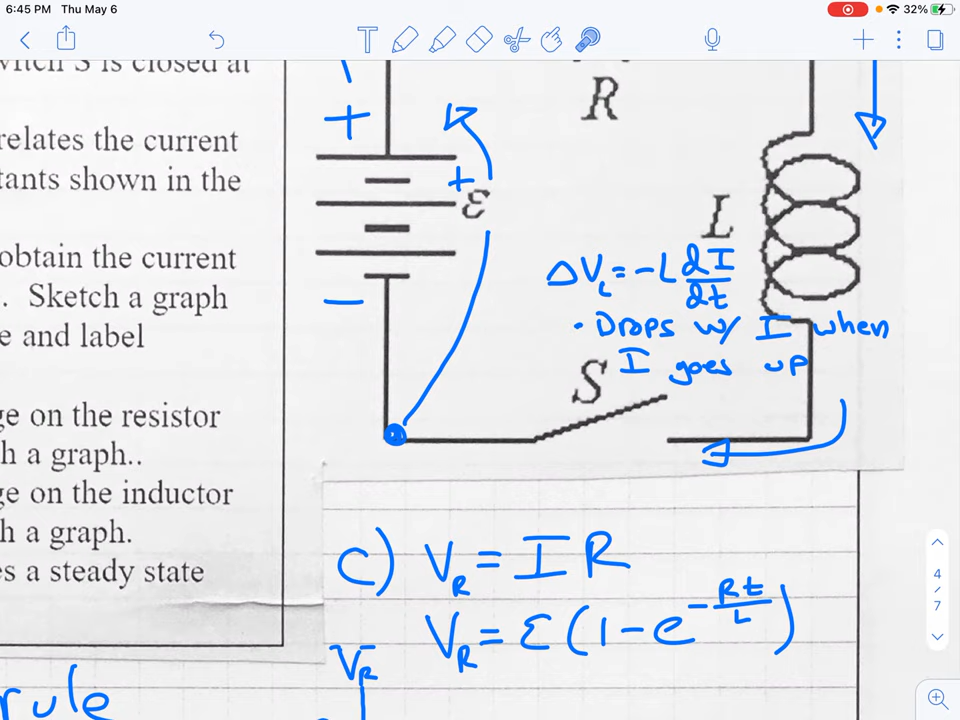 6:45 PM Thu May 6
32%
switch S is closed at
relates the current
tants shown in the
obtain the current
. Sketch a graph
e and label
ge on the resistor
h a graph..
ge on the inductor
h a graph.
s a steady state
R
+
+
ε
−
L
ΔV_L = -L dI/dt
• Drops w/ I when
I goes up
S
C) V_R = IR
V_R = ε(1 - e^{-Rt/L})
V_R
rule
4
/
7